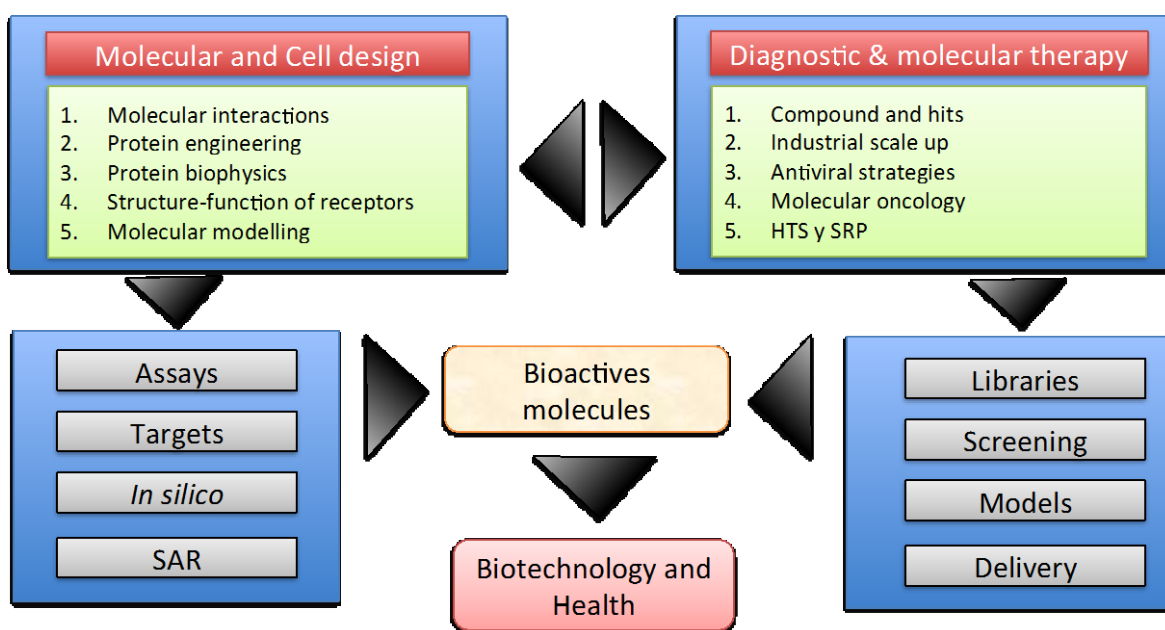 Molecular and Cell design
1. Molecular interactions
2. Protein engineering
3. Protein biophysics
4. Structure-function of receptors
5. Molecular modelling
Diagnostic & molecular therapy
1. Compound and hits
2. Industrial scale up
3. Antiviral strategies
4. Molecular oncology
5. HTS y SRP
Assays
Targets
In silico
SAR
Bioactives
molecules
Biotechnology and
Health
Libraries
Screening
Models
Delivery